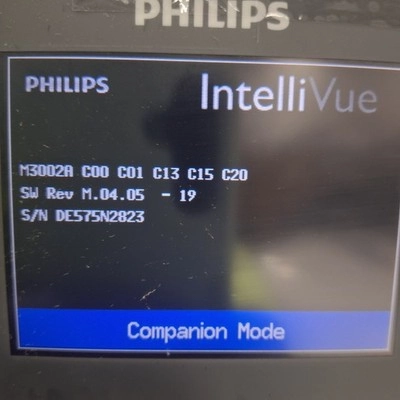 PHILIPS
PHILIPS IntelliVue
M3002A C00 C01 C13 C15 C20
SW Rev M.04.05 - 19
S/N DE575N2823
Companion Mode